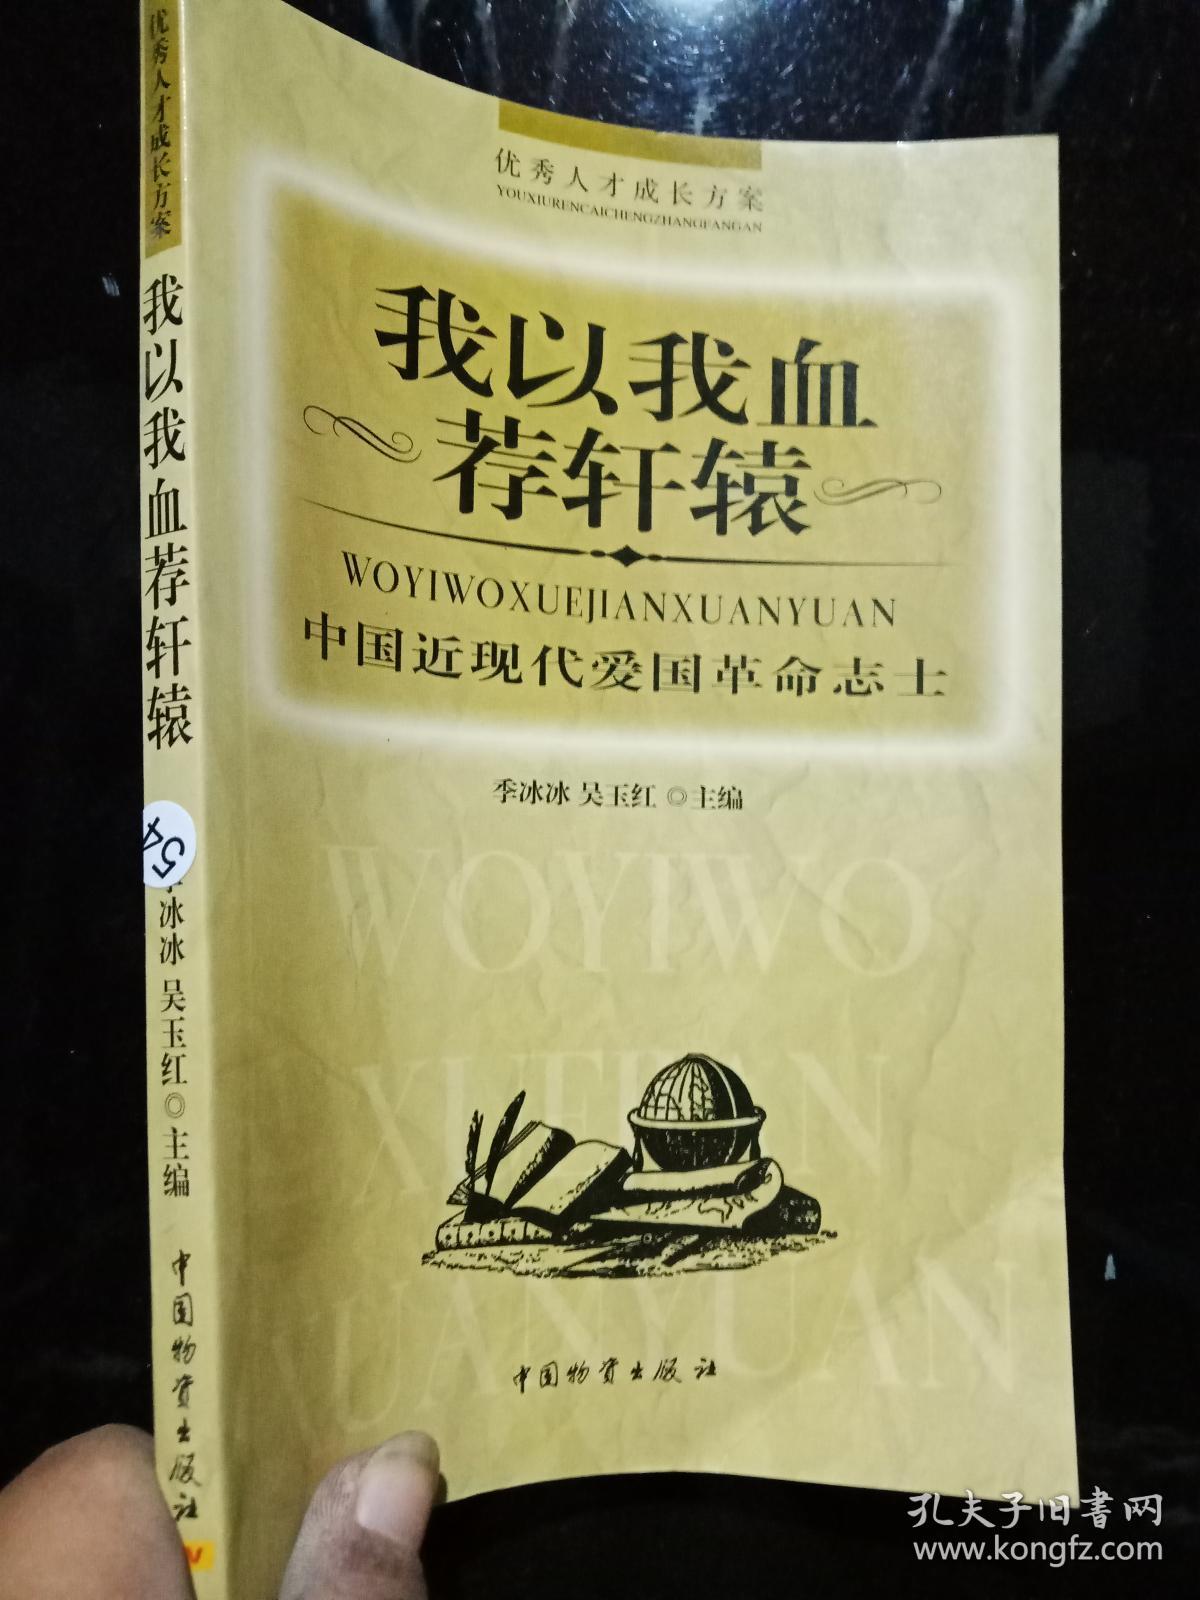 优秀人才成长方案
我以我血荐轩辕
54
冰冰 吴玉红◎主编
中国物资出版社
优秀人才成长方案
YOUXIURENCAICHENGZHANGFANGAN
我以我血
荐轩辕
WOYIWOXUEJIANXUANYUAN
中国近现代爱国革命志士
季冰冰 吴玉红 ◎主编
WOYIWO
XUEJIAN
XUANYUAN
中国物资出版社
孔夫子旧书网
www.kongfz.com